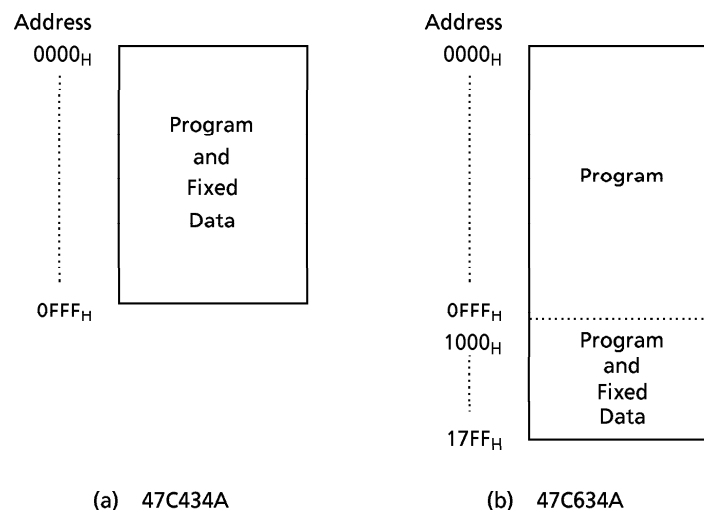 Address
0000H
Program
and
Fixed
Data
0FFFH
(a) 47C434A
Address
0000H
Program
0FFFH
1000H
Program
and
Fixed
Data
17FFH
(b) 47C634A